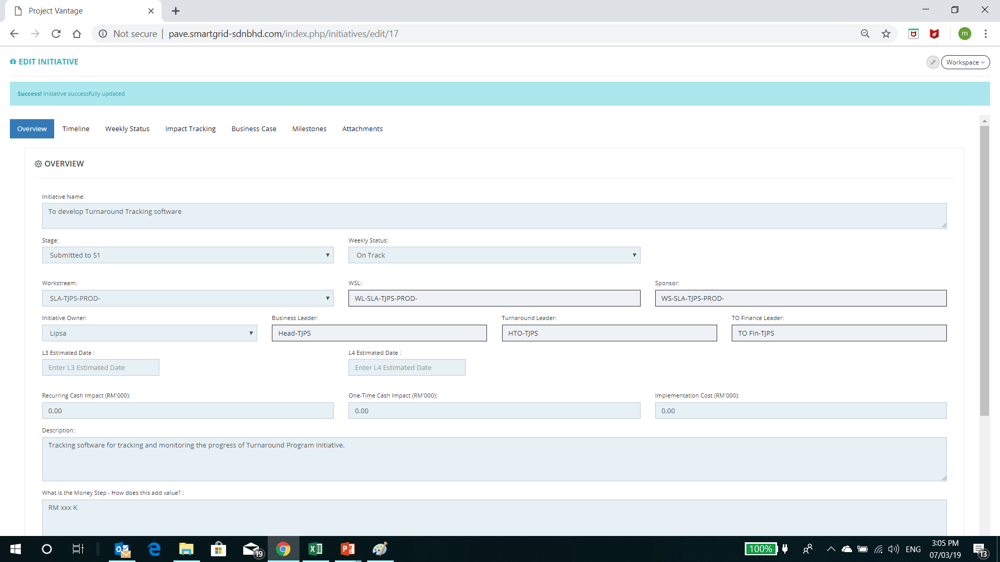 Project Vantage
Not secure | pave.smartgrid-sdnbhd.com/index.php/initiatives/edit/17
m
EDIT INITIATIVE
Workspace
Success! Initiative successfully updated
Overview Timeline Weekly Status Impact Tracking Business Case Milestones Attachments
OVERVIEW
Initiative Name:
To develop Turnaround Tracking software
Stage: Weekly Status:
Submitted to S1 On Track
Workstream: WSL: Sponsor:
SLA-TJPS-PROD- WL-SLA-TJPS-PROD- WS-SLA-TJPS-PROD-
Initiative Owner: Business Leader: Turnaround Leader: TO Finance Leader:
Lipsa Head-TJPS HTO-TJPS TO FIn-TJPS
L3 Estimated Date : L4 Estimated Date :
Enter L3 Estimated Date Enter L4 Estimated Date
Recurring Cash Impact (RM'000): One-Time Cash Impact (RM'000): Implementation Cost (RM'000):
0.00 0.00 0.00
Description:
Tracking software for tracking and monitoring the progress of Turnaround Program Initiative.
What is the Money Step - How does this add value? :
RM xxx K
19
100%
ENG
3:05 PM
07/03/19
13